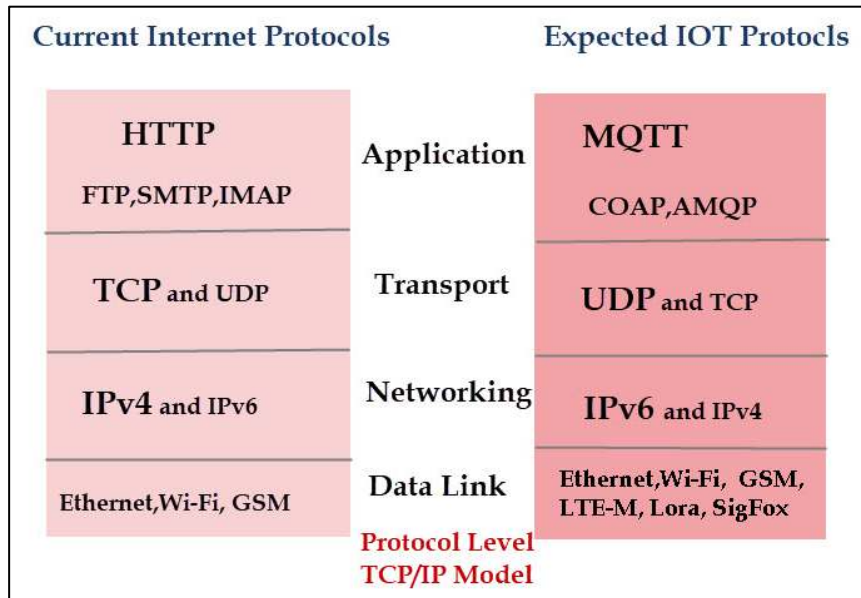 Current Internet Protocols
Expected IOT Protocls
HTTP
FTP,SMTP,IMAP
Application
MQTT
COAP,AMQP
TCP and UDP
Transport
UDP and TCP
IPv4 and IPv6
Networking
IPv6 and IPv4
Ethernet,Wi-Fi, GSM
Data Link
Ethernet,Wi-Fi, GSM,
LTE-M, Lora, SigFox
Protocol Level
TCP/IP Model